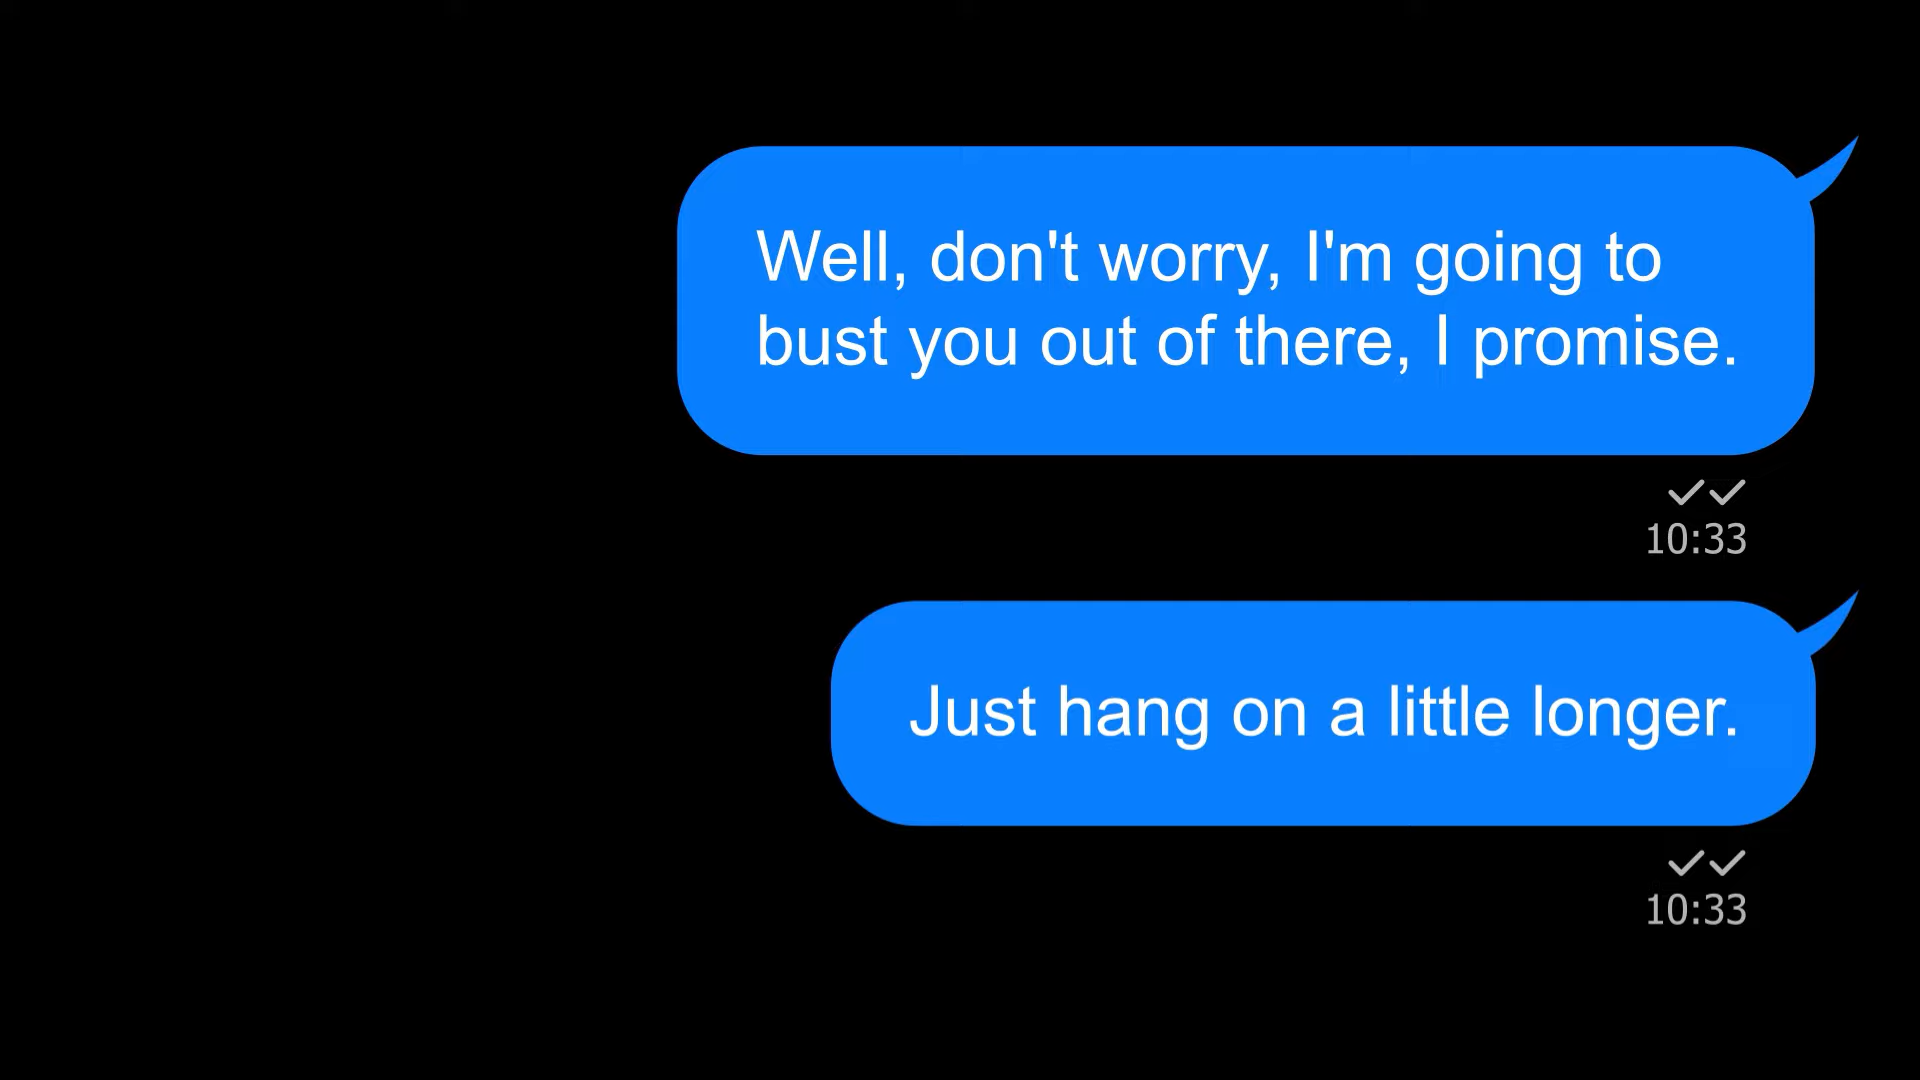 Well, don't worry, I'm going to
bust you out of there, I promise.
10:33
Just hang on a little longer.
10:33